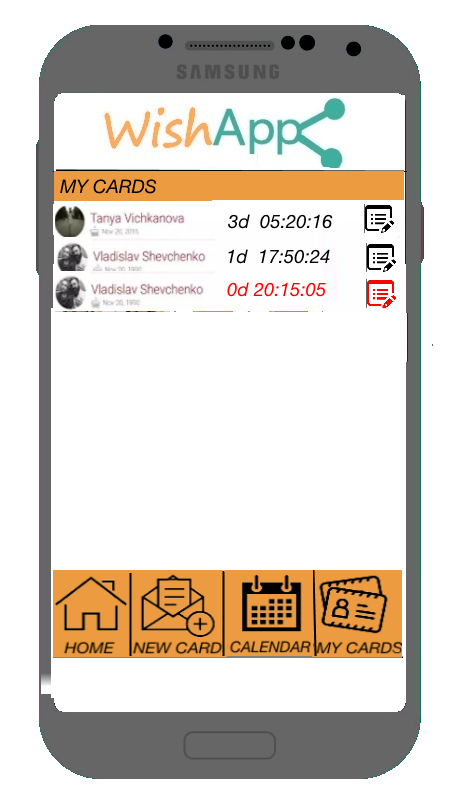 SAMSUNG
WishApp
MY CARDS
Tanya Vichkanova 3d 05:20:16
Nov 20, 2015
Vladislav Shevchenko 1d 17:50:24
Nov 20, 1990
Vladislav Shevchenko 0d 20:15:05
Nov 20, 1990
HOME NEW CARD CALENDAR MY CARDS